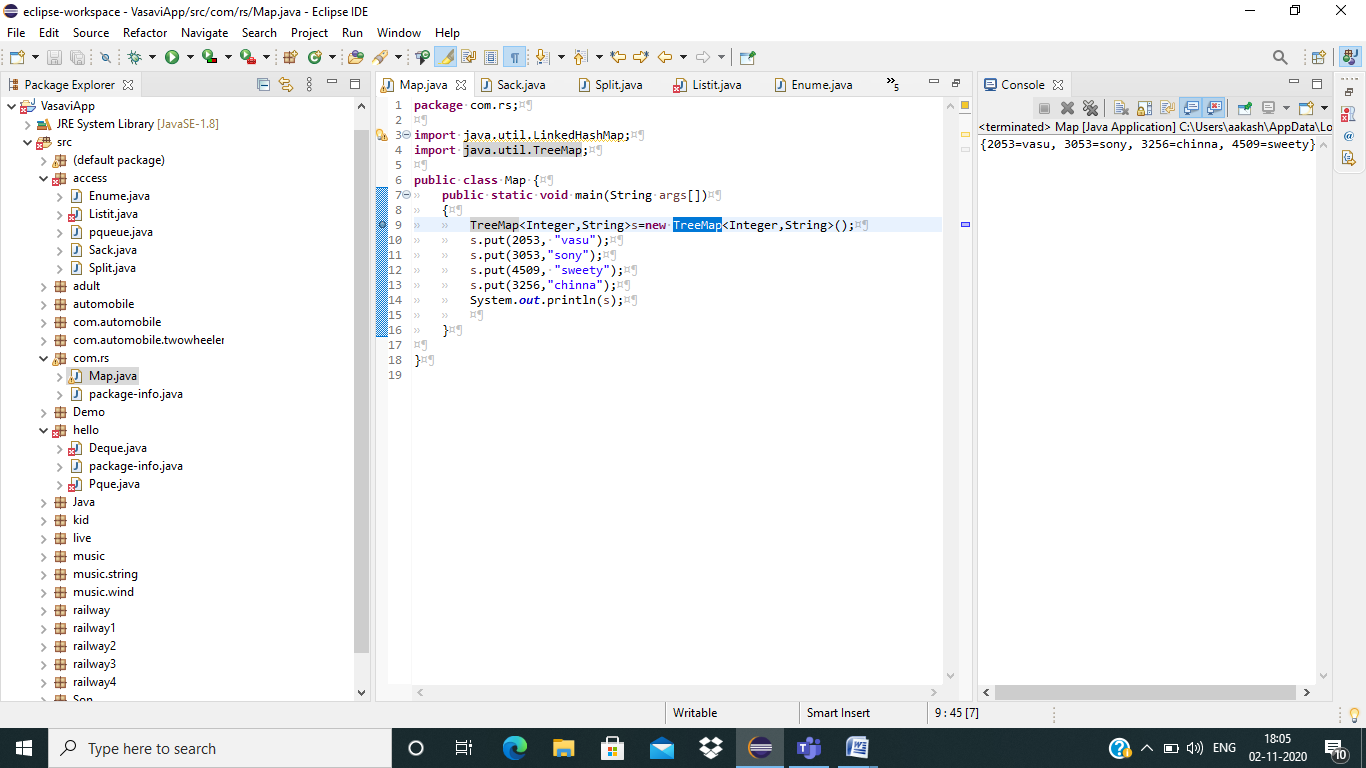 eclipse-workspace - VasaviApp/src/com/rs/Map.java - Eclipse IDE
File Edit Source Refactor Navigate Search Project Run Window Help
Package Explorer
VasaviApp
JRE System Library [JavaSE-1.8]
src
(default package)
access
Enume.java
Listit.java
pqueue.java
Sack.java
Split.java
adult
automobile
com.automobile
com.automobile.twowheeler
com.rs
Map.java
package-info.java
Demo
hello
Deque.java
package-info.java
Pque.java
Java
kid
live
music
music.string
music.wind
railway
railway1
railway2
railway3
railway4
Son
Map.java Sack.java Split.java Listit.java Enume.java »5
1 package com.rs;
2
3 import java.util.LinkedHashMap;
4 import java.util.TreeMap;
5
6 public class Map {
7 public static void main(String args[])
8 {
9 TreeMap<Integer,String>s=new TreeMap<Integer,String>();
10 s.put(2053, "vasu");
11 s.put(3053,"sony");
12 s.put(4509, "sweety");
13 s.put(3256,"chinna");
14 System.out.println(s);
15
16 }
17
18 }
19
Console
<terminated> Map [Java Application] C:\Users\aakash\AppData\Lo
{2053=vasu, 3053=sony, 3256=chinna, 4509=sweety}
Writable Smart Insert 9 : 45 [7]
Type here to search
ENG
18:05
02-11-2020
10